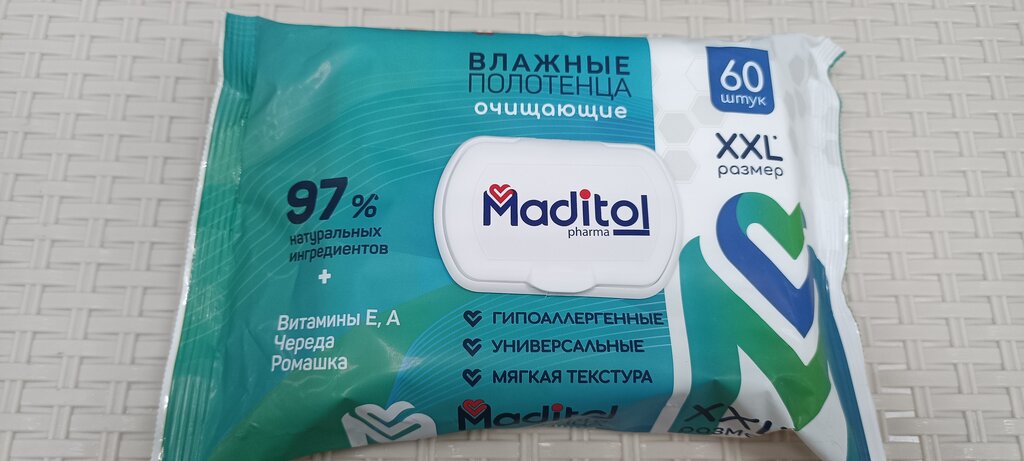 ВЛАЖНЫЕ
ПОЛОТЕНЦА
очищающие
60
штук
XXL*
размер
97%
натуральных
ингредиентов
+
Витамины Е, А
Череда
Ромашка
Maditol
pharma
ГИПОАЛЛЕРГЕННЫЕ
УНИВЕРСАЛЬНЫЕ
МЯГКАЯ ТЕКСТУРА
Maditol